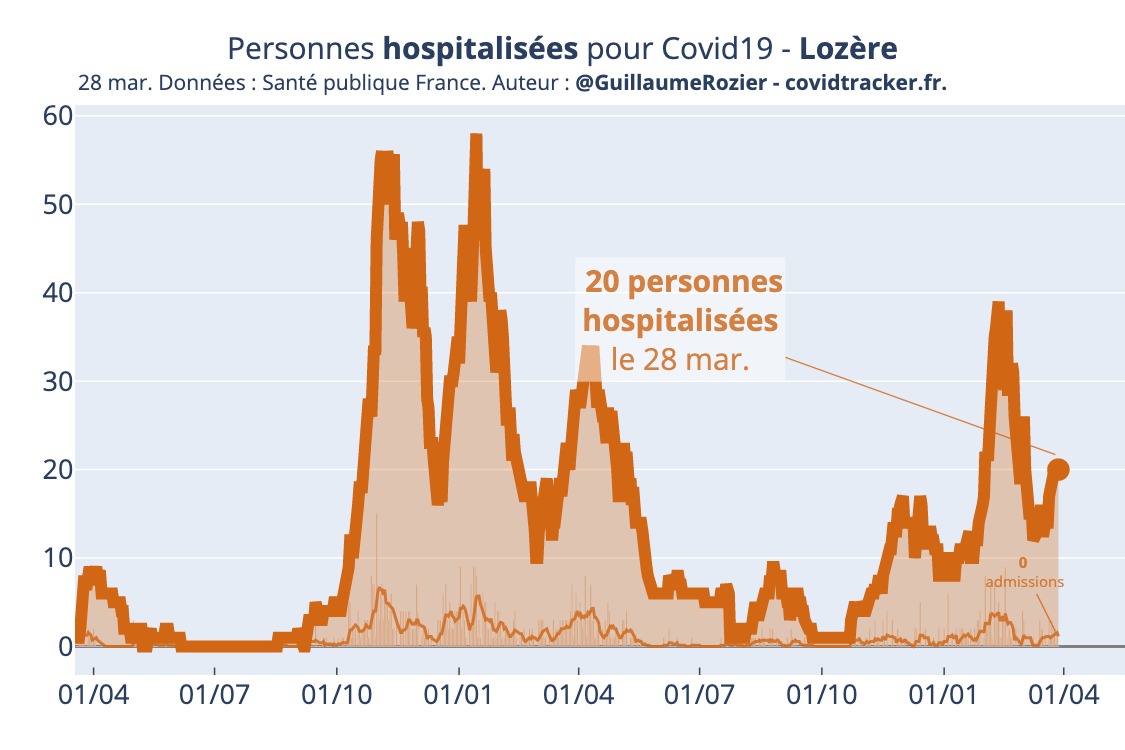 Personnes hospitalisées pour Covid19 - Lozère
28 mar. Données : Santé publique France. Auteur : @GuillaumeRozier - covidtracker.fr.
60
50
40
30
20
10
0
20 personnes
hospitalisées
le 28 mar.
0
admissions
01/04 01/07 01/10 01/01 01/04 01/07 01/10 01/01 01/04